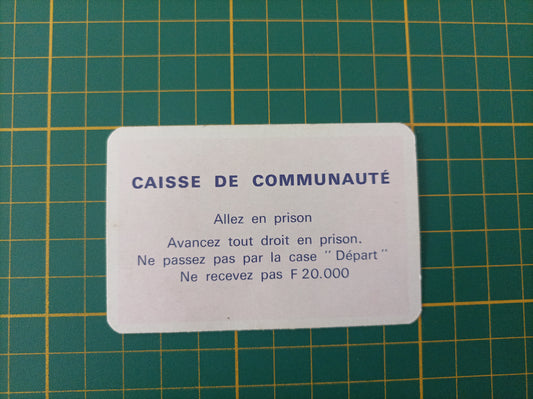 CAISSE DE COMMUNAUTÉ
Allez en prison
Avancez tout droit en prison.
Ne passez pas par la case " Départ "
Ne recevez pas F 20.000